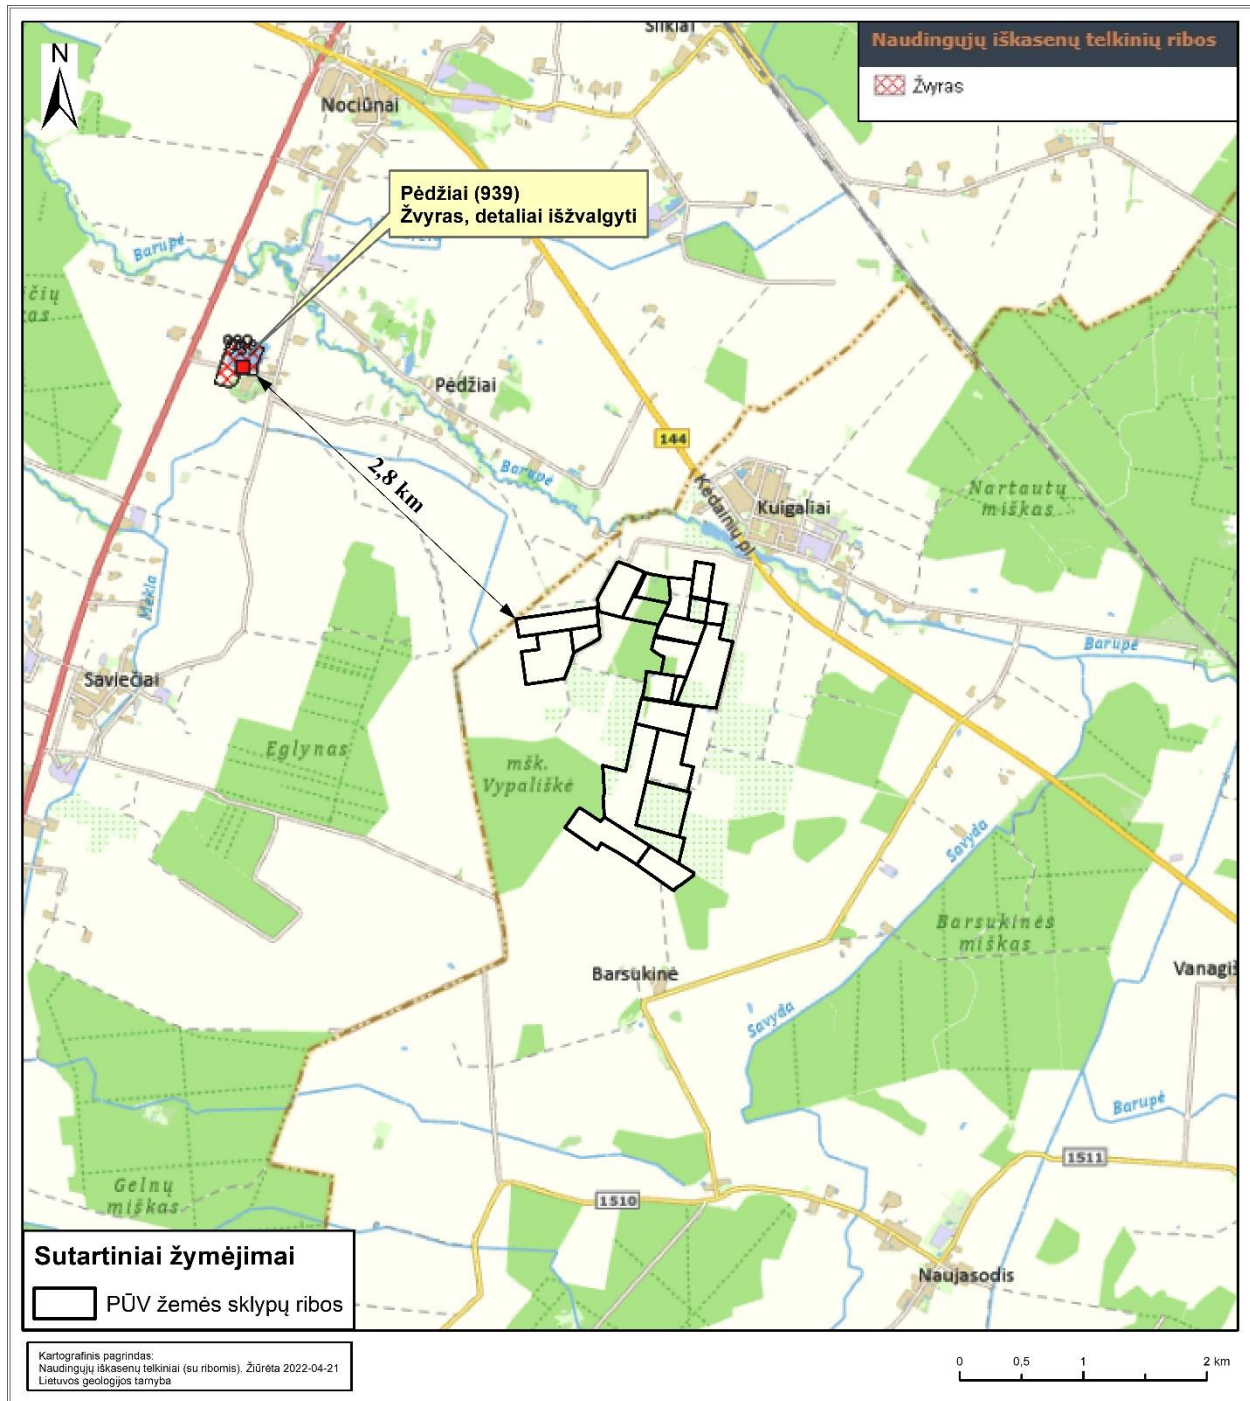 N
Šilkiai
Naudingųjų iškasenų telkinių ribos
Žvyras
Nociūnai
Pėdžiai (939)
Žvyras, detaliai išžvalgyti
Barupė
Pėdžiai
144
Barupė
2,8 km
Kėdainių pl.
Kuigaliai
Nartautų
miškas
Mėkla
Barupė
Saviečiai
Eglynas
mšk.
Vypališkė
Savyda
Barsukinės
miškas
Barsukinė
Vanagiš
Savyda
Barupė
1511
Gelnų
miškas
1510
Naujasodis
Sutartiniai žymėjimai
PŪV žemės sklypų ribos
Kartografinis pagrindas:
Naudingųjų iškasenų telkiniai (su ribomis). Žiūrėta 2022-04-21
Lietuvos geologijos tarnyba
0 0,5 1 2 km